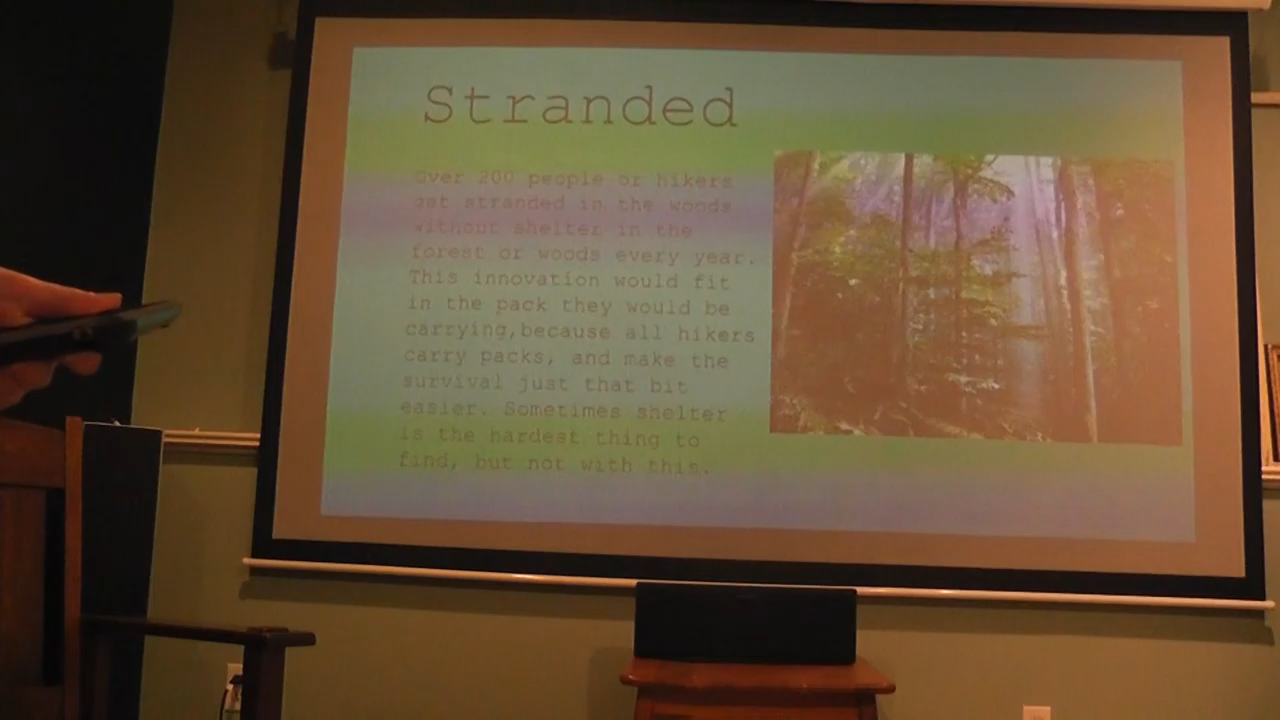 Stranded
Over 200 people or hikers
get stranded in the woods
without shelter in the
forest or woods every year.
This innovation would fit
in the pack they would be
carrying,because all hikers
carry packs, and make the
survival just that bit
easier. Sometimes shelter
is the hardest thing to
find, but not with this.